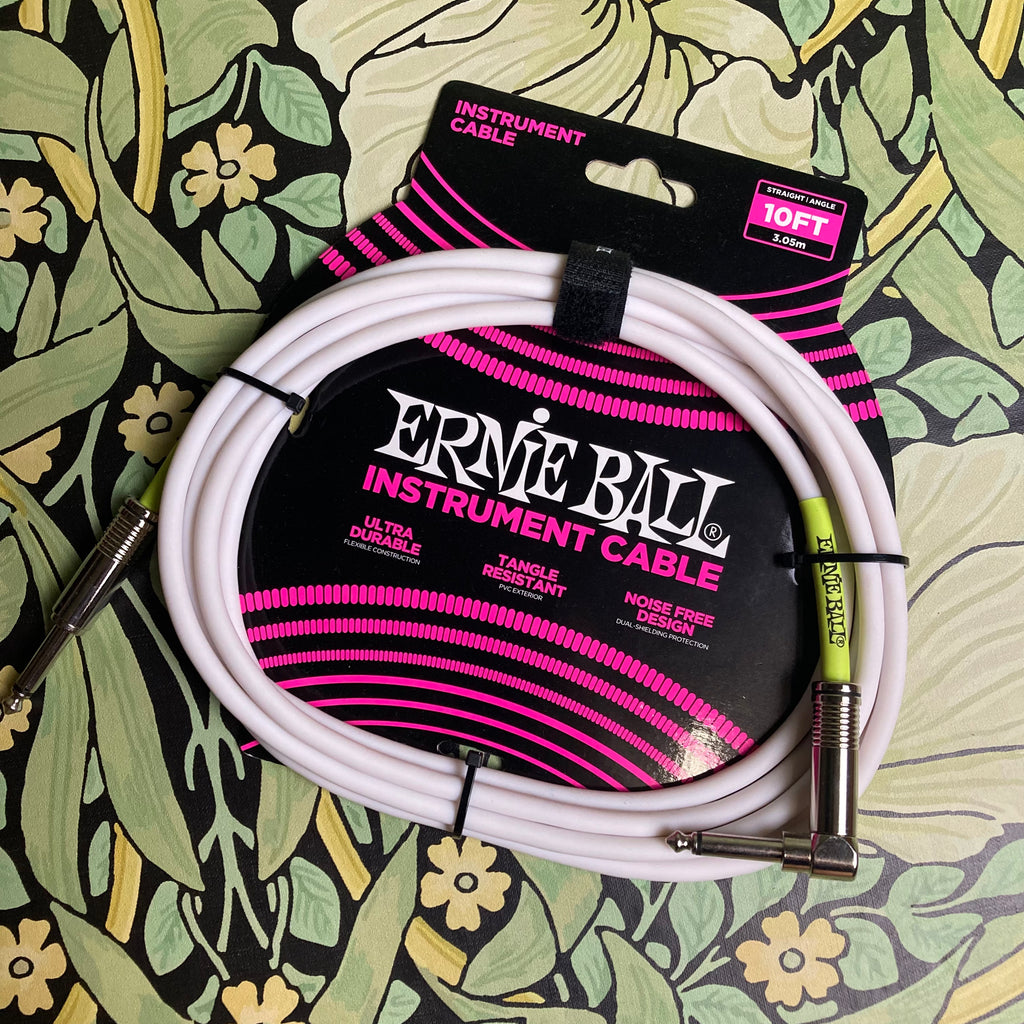 INSTRUMENT
CABLE
STRAIGHT | ANGLE
10FT
3.05m
ERNIE BALL®
INSTRUMENT CABLE
ULTRA
DURABLE
FLEXIBLE CONSTRUCTION
TANGLE
RESISTANT
PVC EXTERIOR
NOISE FREE
DESIGN
DUAL-SHIELDING PROTECTION
ERNIE BALL®